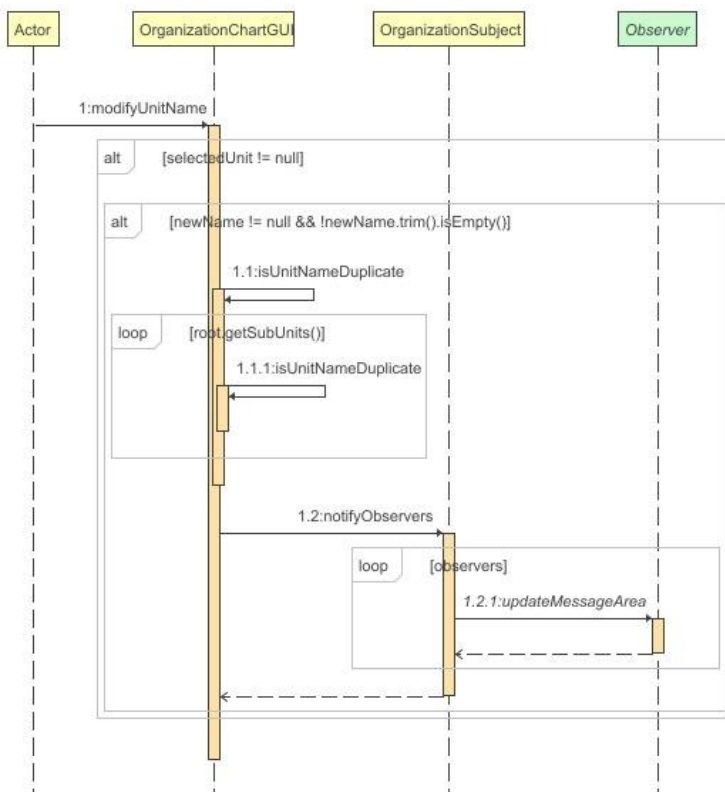 Actor
OrganizationChartGUI
OrganizationSubject
Observer
1:modifyUnitName
alt
[selectedUnit != null]
alt
[newName != null && !newName.trim().isEmpty()]
1.1:isUnitNameDuplicate
loop
[root.getSubUnits()]
1.1.1:isUnitNameDuplicate
1.2:notifyObservers
loop
[observers]
1.2.1:updateMessageArea